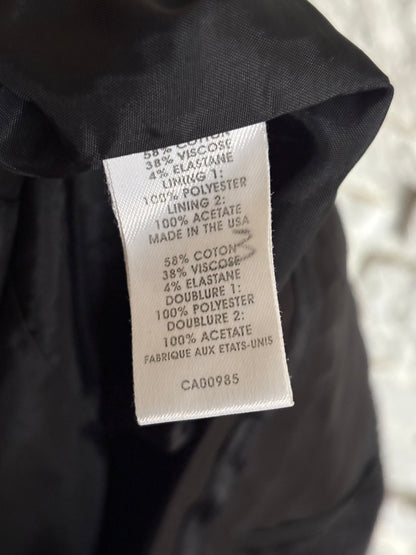 58% COTTON
38% VISCOSE
4% ELASTANE
LINING 1:
100% POLYESTER
LINING 2:
100% ACETATE
MADE IN THE USA
58% COTON
38% VISCOSE
4% ELASTANE
DOUBLURE 1:
100% POLYESTER
DOUBLURE 2:
100% ACETATE
FABRIQUE AUX ETATS-UNIS
CA00985